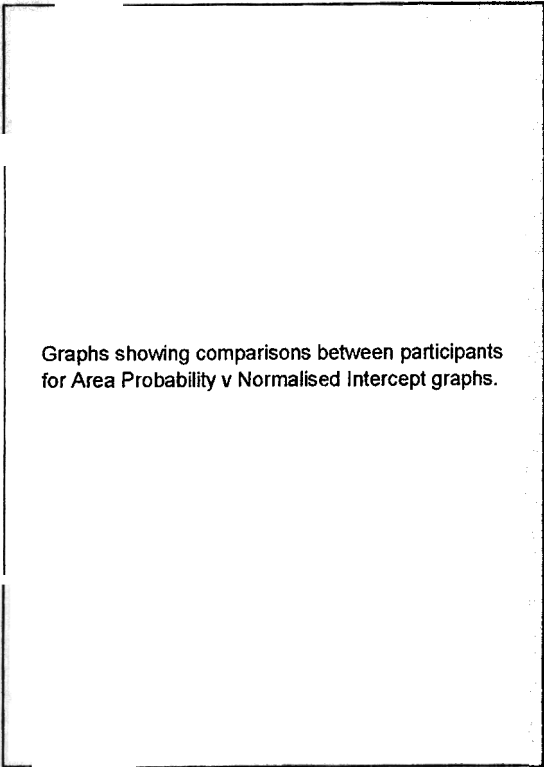 Graphs showing comparisons between participants
for Area Probability v Normalised Intercept graphs.